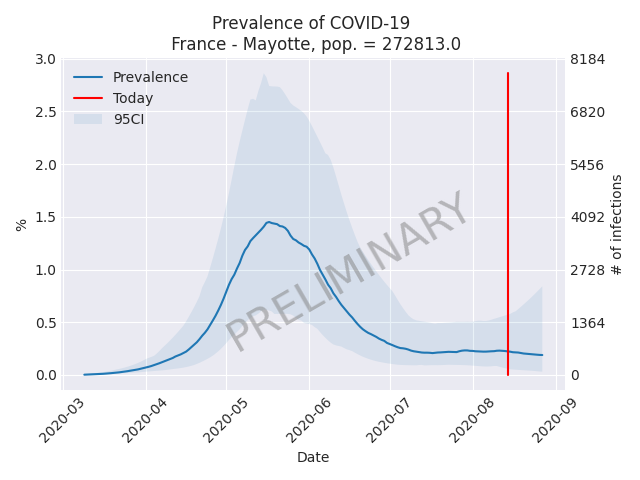 Prevalence of COVID-19
France - Mayotte, pop. = 272813.0
Prevalence
Today
95CI
3.0
2.5
2.0
1.5
1.0
0.5
0.0
%
8184
6820
5456
4092
2728
1364
0
# of infections
PRELIMINARY
2020-03
2020-04
2020-05
2020-06
2020-07
2020-08
2020-09
Date